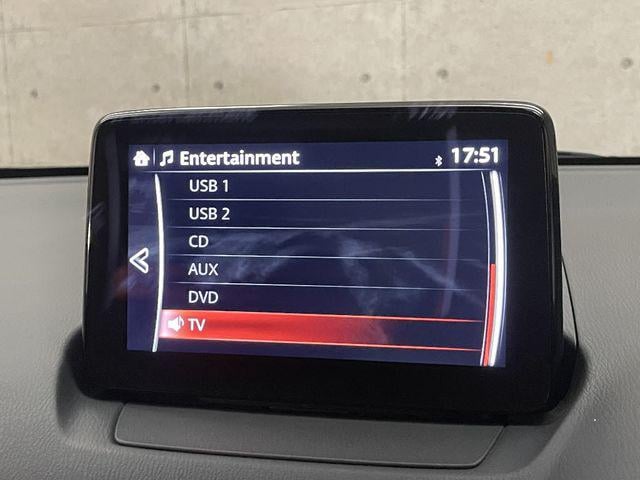 Entertainment 17:51
USB 1
USB 2
CD
AUX
DVD
TV